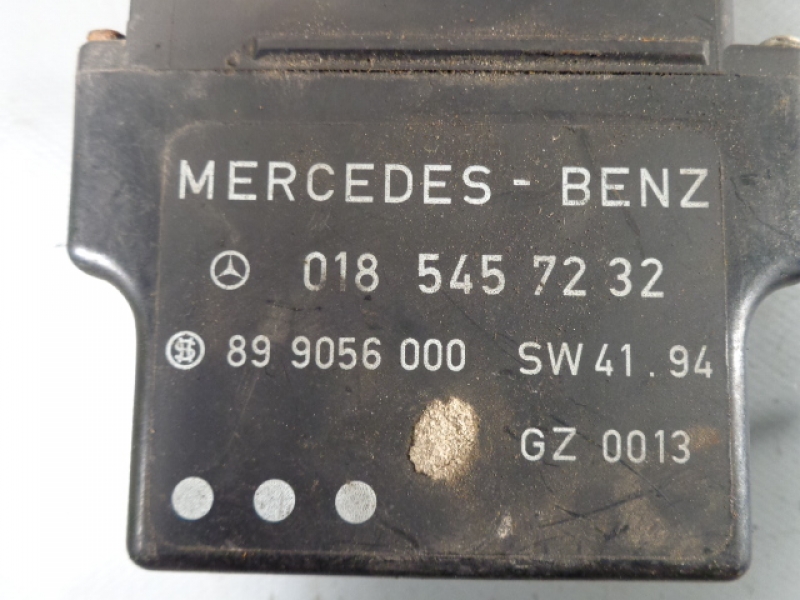 MERCEDES - BENZ
018 545 72 32
89 9056 000 SW 41.94
GZ 0013